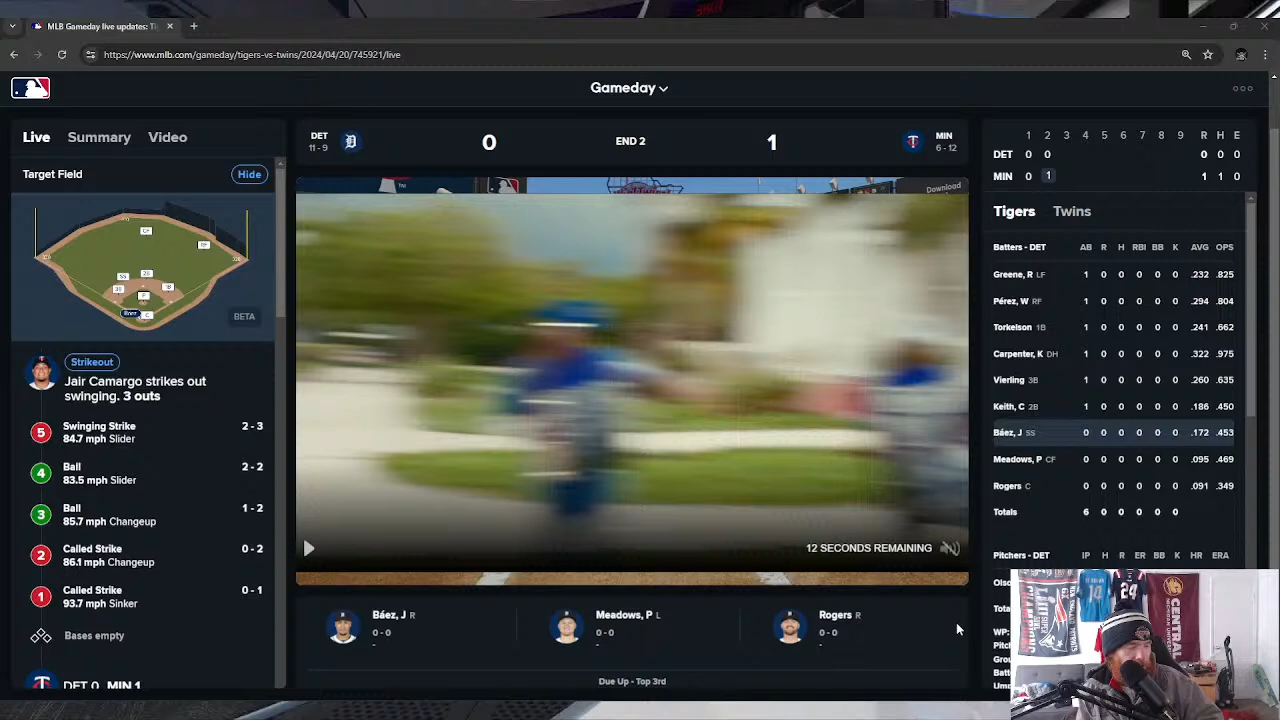 MLB Gameday live updates: Ti
https://www.mlb.com/gameday/tigers-vs-twins/2024/04/20/745921/live
Gameday
Live Summary Video
Target Field Hide
BETA
Strikeout
Jair Camargo strikes out
swinging. 3 outs
5 Swinging Strike 2 - 3
84.7 mph Slider
4 Ball 2 - 2
83.5 mph Slider
3 Ball 1 - 2
85.7 mph Changeup
2 Called Strike 0 - 2
86.1 mph Changeup
1 Called Strike 0 - 1
93.7 mph Sinker
Bases empty
DET 0 MIN 1
DET 0 END 2 1 MIN
11 - 9 6 - 12
Download
12 SECONDS REMAINING
Báez, J R Meadows, P L Rogers R
0 - 0 0 - 0 0 - 0
- - -
Due Up - Top 3rd
1 2 3 4 5 6 7 8 9 R H E
DET 0 0 0 0 0
MIN 0 1 1 1 0
Tigers Twins
Batters - DET AB R H RBI BB K AVG OPS
Greene, R LF 1 0 0 0 0 0 .232 .825
Pérez, W RF 1 0 0 0 0 0 .294 .804
Torkelson 1B 1 0 0 0 0 0 .241 .662
Carpenter, K DH 1 0 0 0 0 0 .322 .975
Vierling 3B 1 0 0 0 0 0 .260 .635
Keith, C 2B 1 0 0 0 0 0 .186 .450
Báez, J SS 0 0 0 0 0 0 .172 .453
Meadows, P CF 0 0 0 0 0 0 .095 .469
Rogers C 0 0 0 0 0 0 .091 .349
Totals 6 0 0 0 0 0
Pitchers - DET IP H R ER BB K HR ERA
14
24
CENTRAL